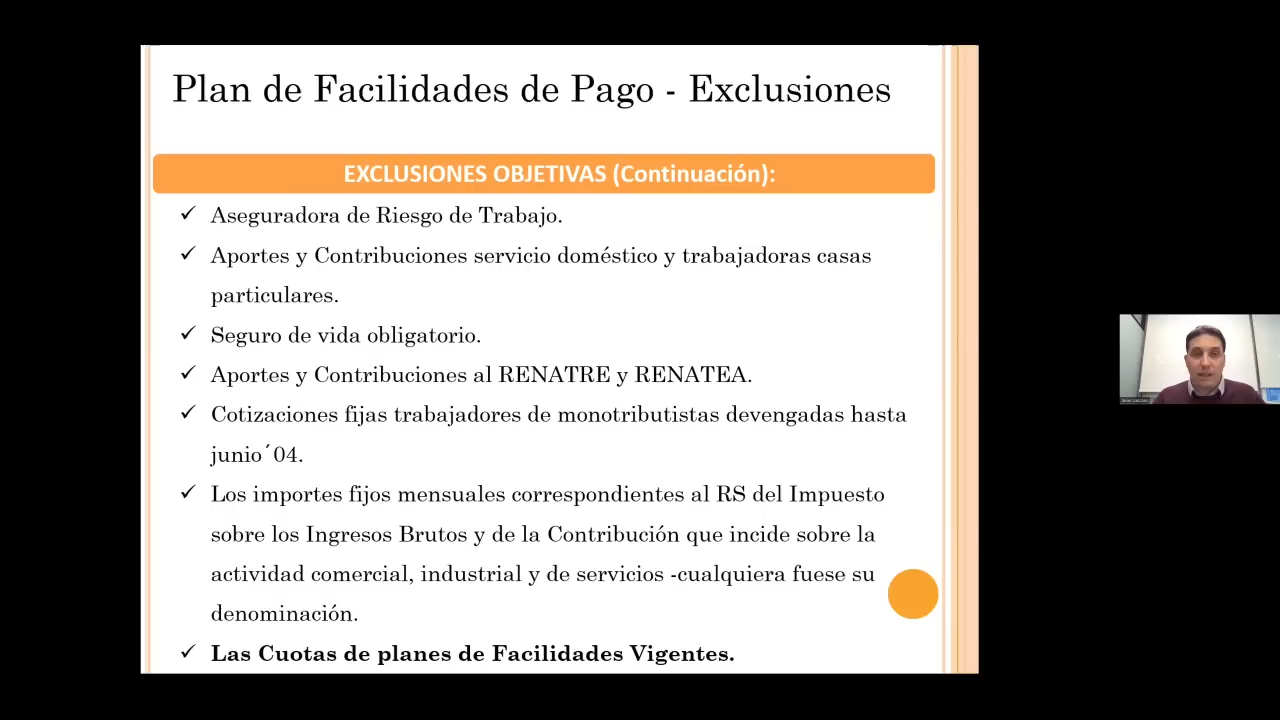 Plan de Facilidades de Pago - Exclusiones
EXCLUSIONES OBJETIVAS (Continuación):
✓ Aseguradora de Riesgo de Trabajo.
✓ Aportes y Contribuciones servicio doméstico y trabajadoras casas
particulares.
✓ Seguro de vida obligatorio.
✓ Aportes y Contribuciones al RENATRE y RENATEA.
✓ Cotizaciones fijas trabajadores de monotributistas devengadas hasta
junio´04.
✓ Los importes fijos mensuales correspondientes al RS del Impuesto
sobre los Ingresos Brutos y de la Contribución que incide sobre la
actividad comercial, industrial y de servicios -cualquiera fuese su
denominación.
✓ Las Cuotas de planes de Facilidades Vigentes.